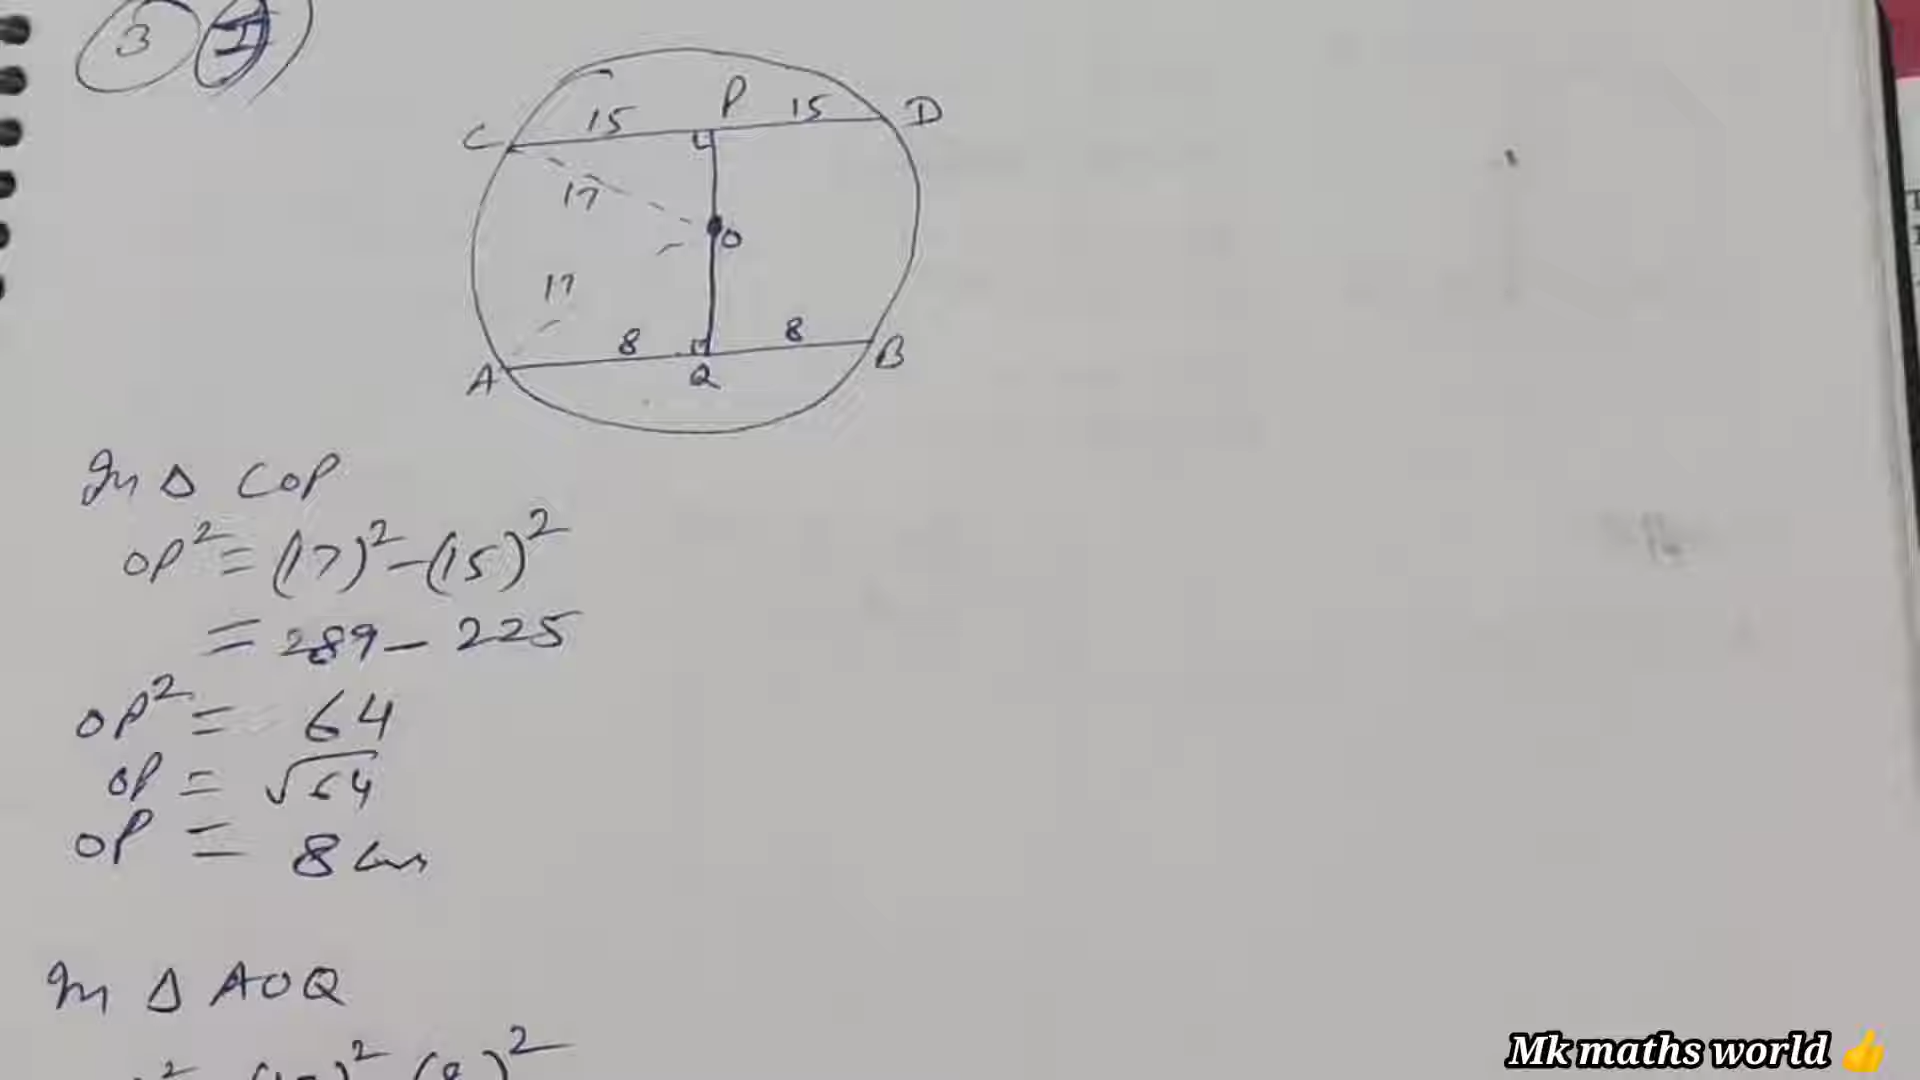 3 I
P
15 15
C D
17
O
17
8 8
A Q B
In Δ COP
OP² = (17)² - (15)²
= 289 - 225
OP² = 64
OP = √64
OP = 8 cm
In Δ AOQ
Mk maths world 👍